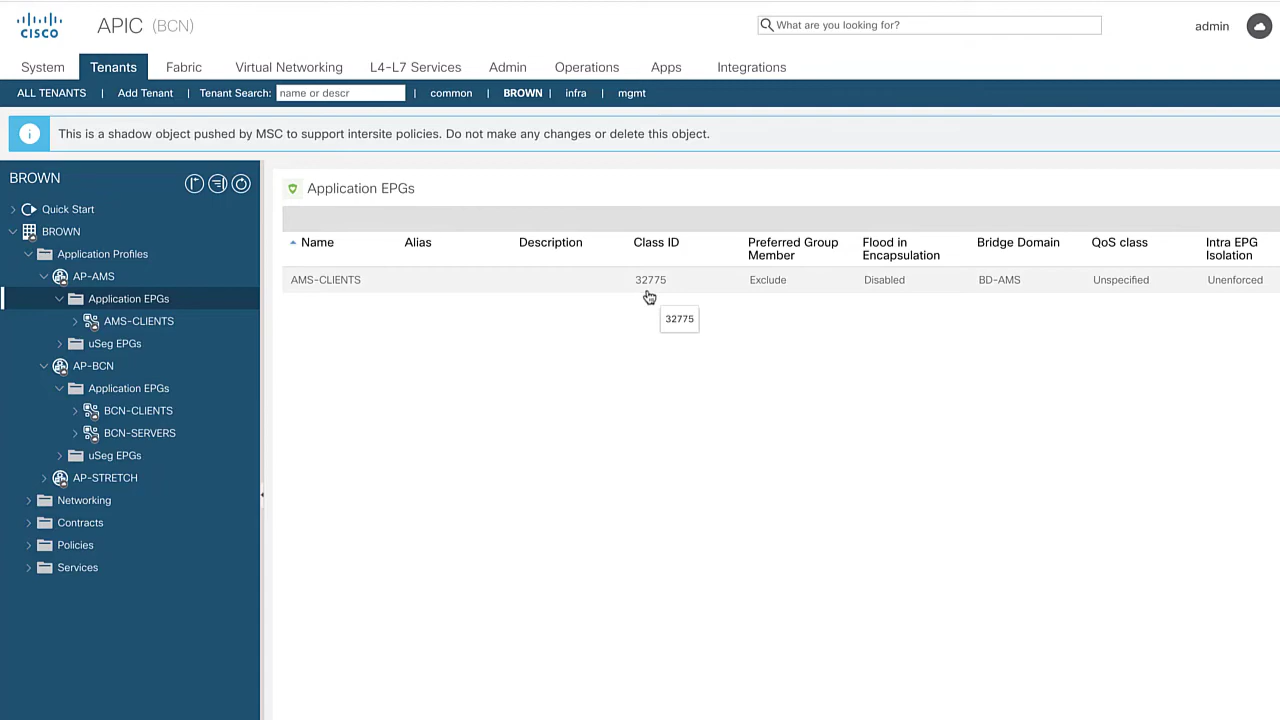 CISCO
APIC (BCN)
What are you looking for?
admin
System Tenants Fabric Virtual Networking L4-L7 Services Admin Operations Apps Integrations
ALL TENANTS | Add Tenant | Tenant Search: name or descr | common | BROWN | infra | mgmt
This is a shadow object pushed by MSC to support intersite policies. Do not make any changes or delete this object.
BROWN
Quick Start
BROWN
Application Profiles
AP-AMS
Application EPGs
AMS-CLIENTS
uSeg EPGs
AP-BCN
Application EPGs
BCN-CLIENTS
BCN-SERVERS
uSeg EPGs
AP-STRETCH
Networking
Contracts
Policies
Services
Application EPGs
Name Alias Description Class ID Preferred Group Flood in Bridge Domain QoS class Intra EPG
Member Encapsulation Isolation
AMS-CLIENTS 32775 Exclude Disabled BD-AMS Unspecified Unenforced
32775